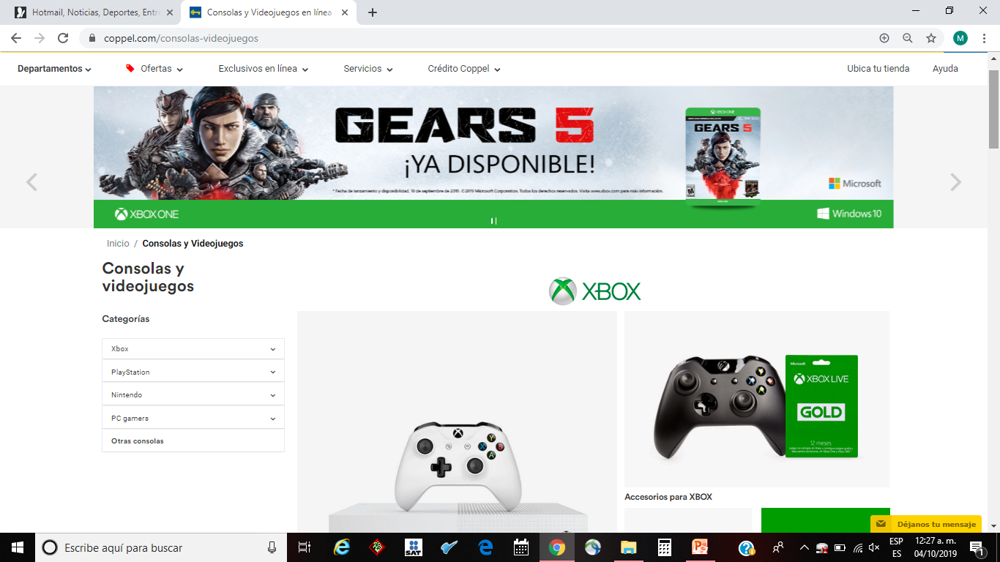 Hotmail, Noticias, Deportes, Entre
Consolas y Videojuegos en línea
coppel.com/consolas-videojuegos
M
Departamentos
Ofertas
Exclusivos en línea
Servicios
Crédito Coppel
Ubica tu tienda
Ayuda
GEARS 5
¡YA DISPONIBLE!
* Fecha de lanzamiento y disponibilidad, 10 de septiembre de 2019. ©2019 Microsoft Corporation. Todos los derechos reservados. Visita www.xbox.com para más información.
XBOX ONE
GEARS 5
M
Microsoft
XBOX ONE
Windows 10
Inicio / Consolas y Videojuegos
Consolas y
videojuegos
XBOX
Categorías
Xbox
PlayStation
Nintendo
PC gamers
Otras consolas
Y
X
B
A
Microsoft
XBOX LIVE
GOLD
12 meses
Accesorios para XBOX
Déjanos tu mensaje
Escribe aquí para buscar
SAT
ESP
ES
12:27 a. m.
04/10/2019
1